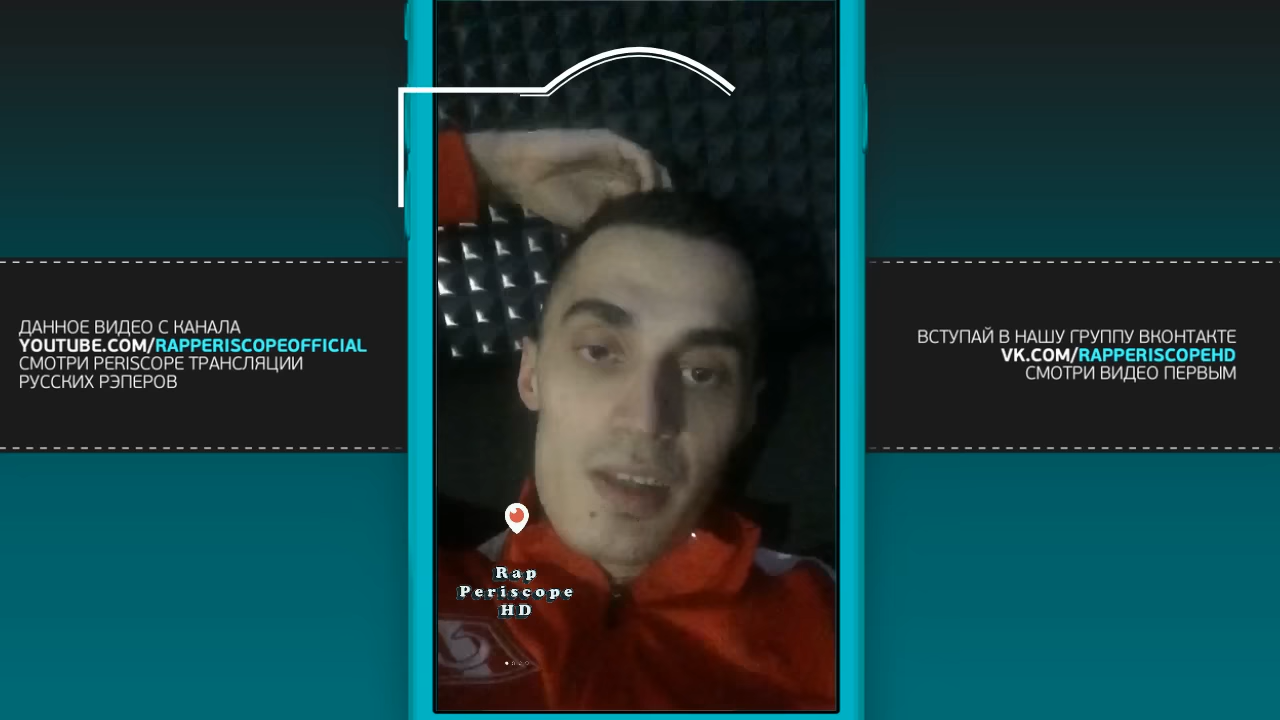 ДАННОЕ ВИДЕО С КАНАЛА
YOUTUBE.COM/RAPPERISCOPEOFFICIAL
СМОТРИ PERISCOPE ТРАНСЛЯЦИИ
РУССКИХ РЭПЕРОВ
ВСТУПАЙ В НАШУ ГРУППУ ВКОНТАКТЕ
VK.COM/RAPPERISCOPEHD
СМОТРИ ВИДЕО ПЕРВЫМ
Rap
Periscope
HD